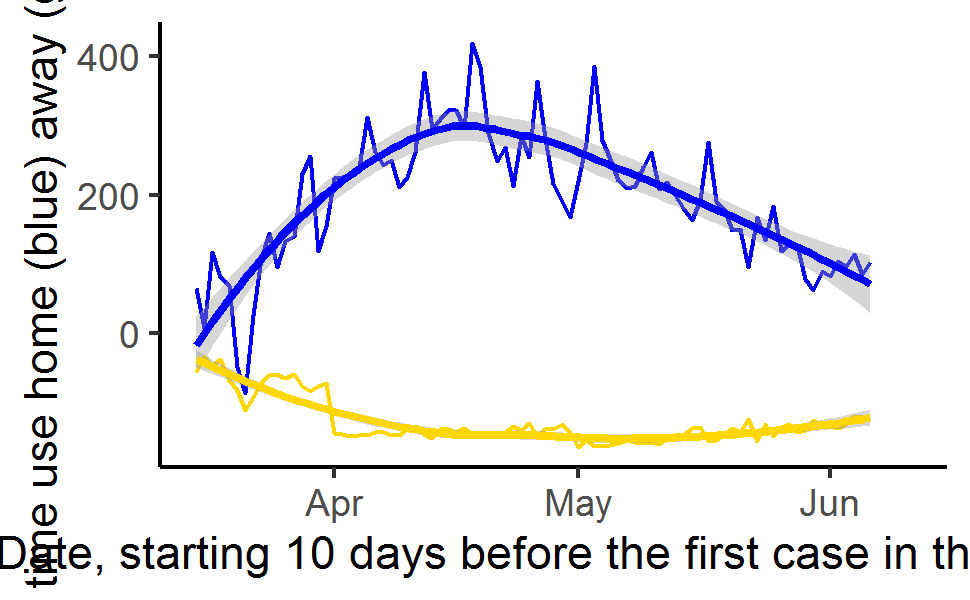 time use home (blue) away (
400
200
0
Apr May Jun
Date, starting 10 days before the first case in th